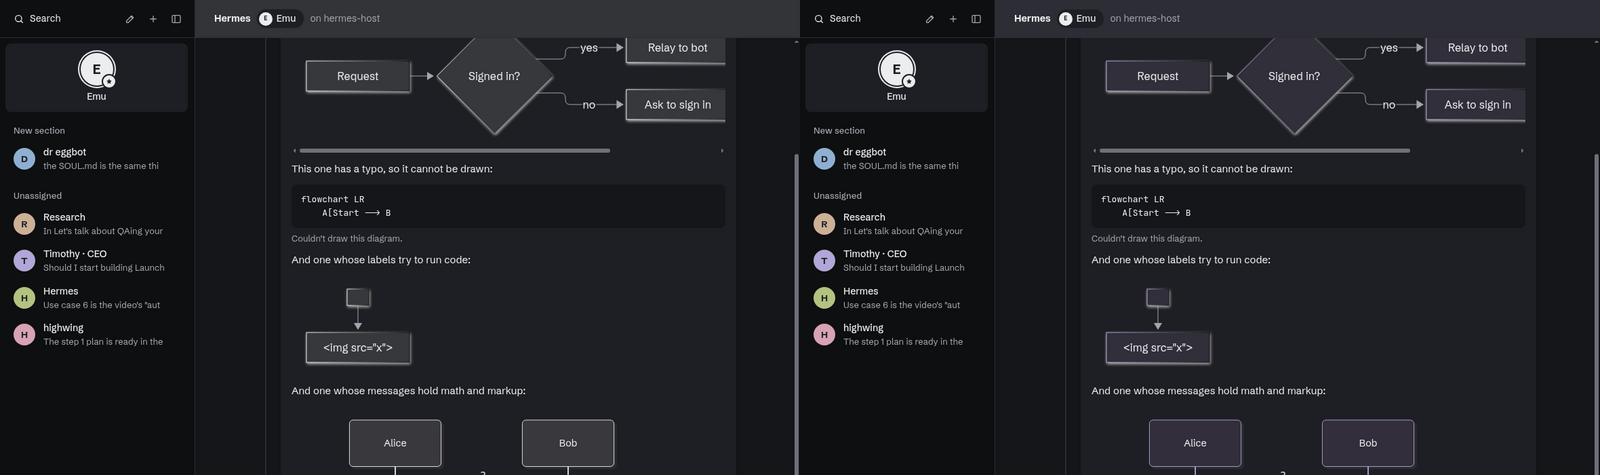 Search
Hermes E Emu on hermes-host
E
Emu
New section
D
dr eggbot
the SOUL.md is the same thi
Unassigned
R
Research
In Let's talk about QAing your
T
Timothy · CEO
Should I start building Launch
H
Hermes
Use case 6 is the video's "aut
H
highwing
The step 1 plan is ready in the
Request
Signed in?
yes
Relay to bot
no
Ask to sign in
This one has a typo, so it cannot be drawn:
flowchart LR
    A[Start --> B
Couldn't draw this diagram.
And one whose labels try to run code:
<img src="x">
And one whose messages hold math and markup:
Alice
Bob
Search
Hermes E Emu on hermes-host
E
Emu
New section
D
dr eggbot
the SOUL.md is the same thi
Unassigned
R
Research
In Let's talk about QAing your
T
Timothy · CEO
Should I start building Launch
H
Hermes
Use case 6 is the video's "aut
H
highwing
The step 1 plan is ready in the
Request
Signed in?
yes
Relay to bot
no
Ask to sign in
This one has a typo, so it cannot be drawn:
flowchart LR
    A[Start --> B
Couldn't draw this diagram.
And one whose labels try to run code:
<img src="x">
And one whose messages hold math and markup:
Alice
Bob